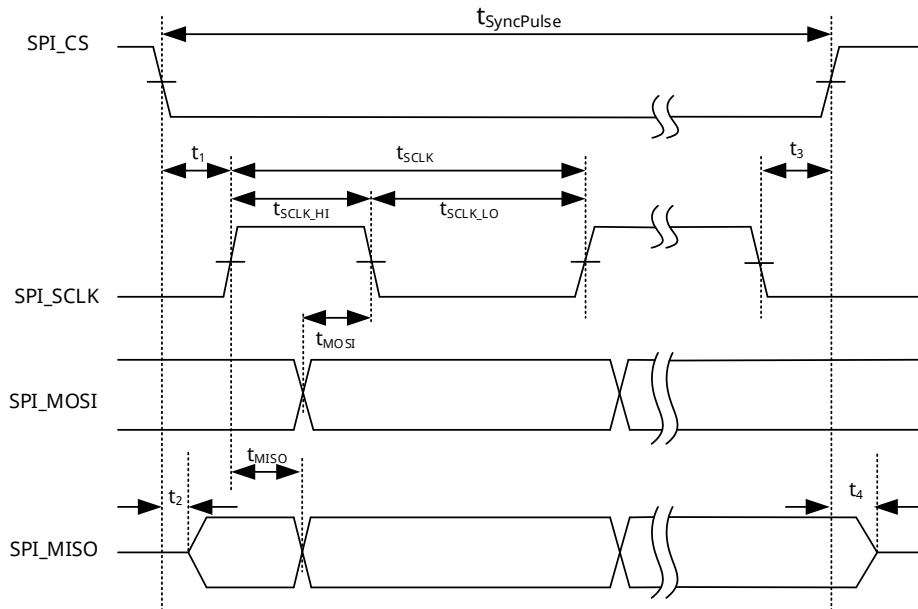 tSyncPulse
SPI_CS
t1
tSCLK
t3
tSCLK_HI
tSCLK_LO
SPI_SCLK
tMOSI
SPI_MOSI
tMISO
t2
t4
SPI_MISO